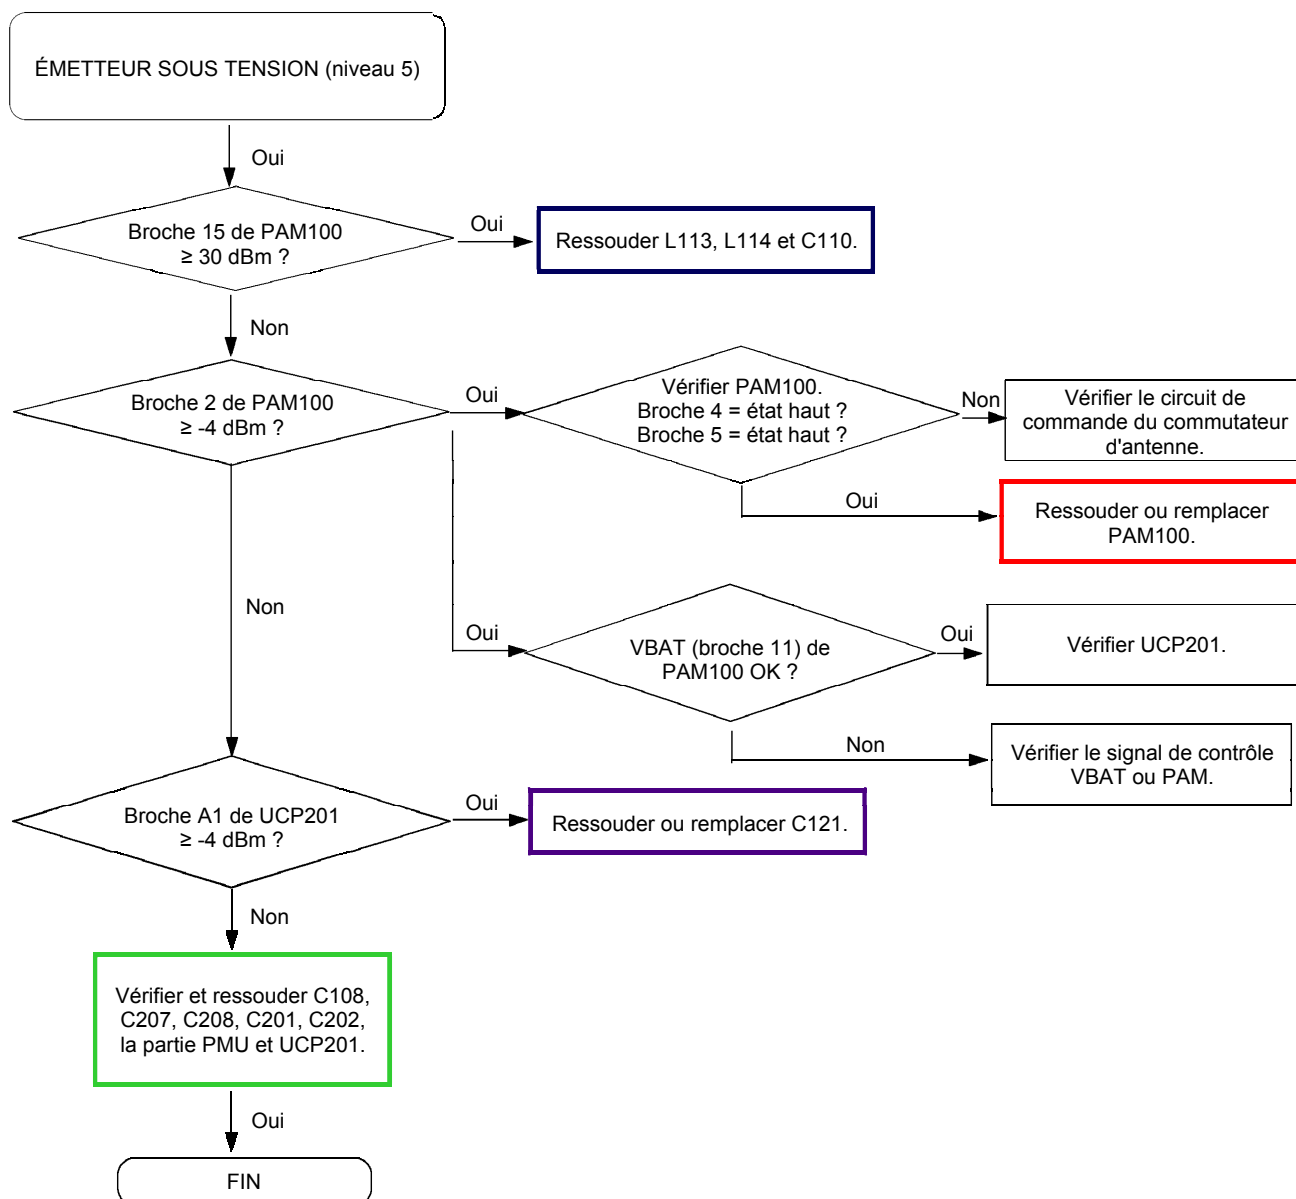 ÉMETTEUR SOUS TENSION (niveau 5)
Oui
Broche 15 de PAM100
≥ 30 dBm ?
Oui
Ressouder L113, L114 et C110.
Non
Broche 2 de PAM100
≥ -4 dBm ?
Oui
Vérifier PAM100.
Broche 4 = état haut ?
Broche 5 = état haut ?
Non
Vérifier le circuit de
commande du commutateur
d'antenne.
Oui
Ressouder ou remplacer
PAM100.
Non
Oui
VBAT (broche 11) de
PAM100 OK ?
Oui
Vérifier UCP201.
Non
Vérifier le signal de contrôle
VBAT ou PAM.
Broche A1 de UCP201
≥ -4 dBm ?
Oui
Ressouder ou remplacer C121.
Non
Vérifier et ressouder C108,
C207, C208, C201, C202,
la partie PMU et UCP201.
Oui
FIN